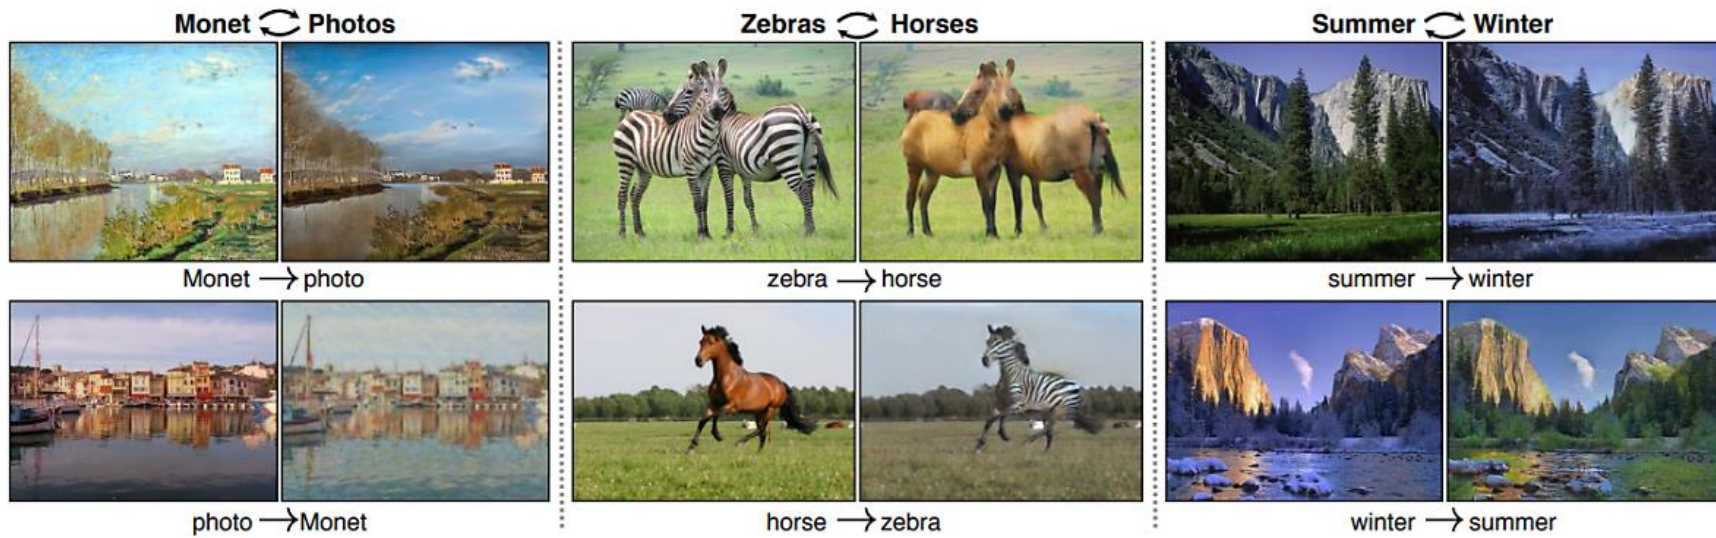 Monet Photos
Zebras Horses
Summer Winter
Monet → photo
zebra → horse
summer → winter
photo → Monet
horse → zebra
winter → summer